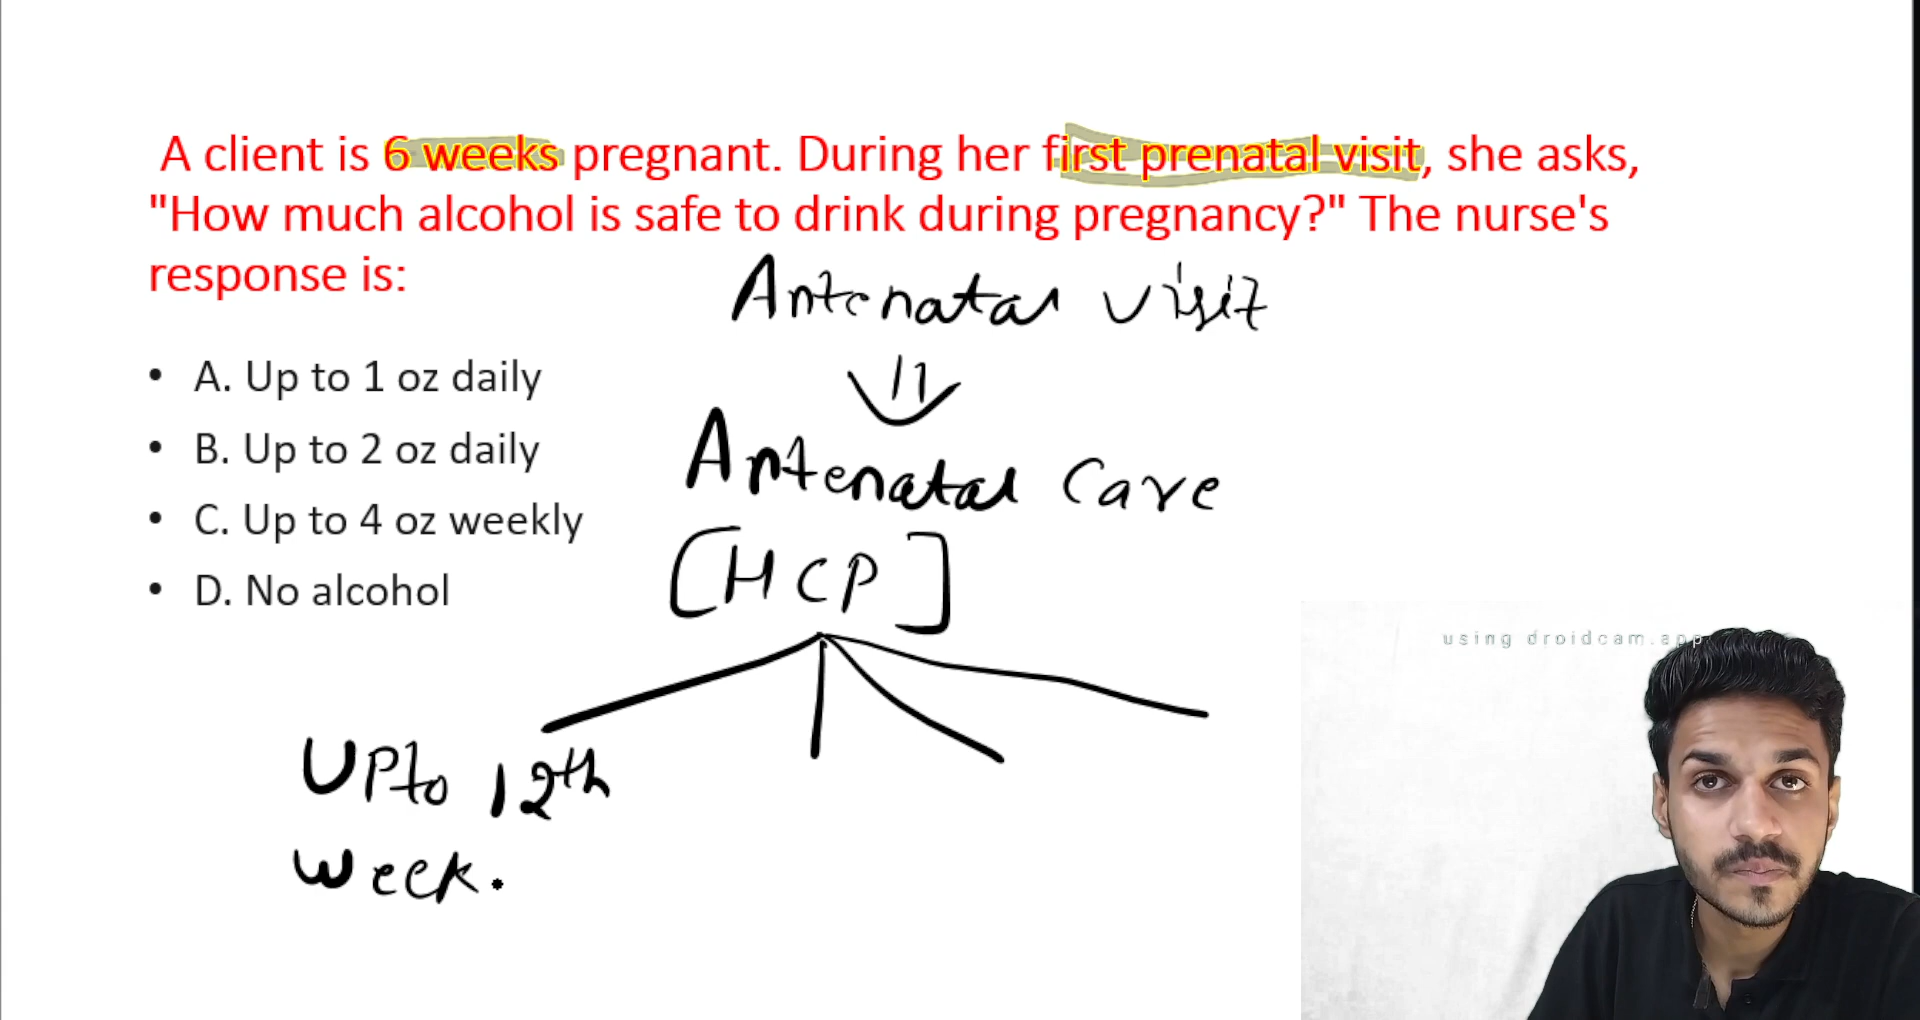 A client is 6 weeks pregnant. During her first prenatal visit, she asks,
"How much alcohol is safe to drink during pregnancy?" The nurse's
response is:
Antenatal visit
• A. Up to 1 oz daily
• B. Up to 2 oz daily
Antenatal Care
• C. Up to 4 oz weekly
[HCP]
• D. No alcohol
using droidcam.app
Upto 12th
week.